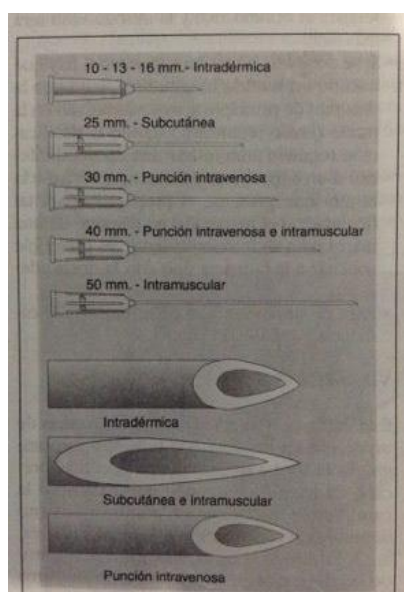 10 - 13 - 16 mm.- Intradérmica
25 mm. - Subcutánea
30 mm. - Punción intravenosa
40 mm. - Punción intravenosa e intramuscular
50 mm. - Intramuscular
Intradérmica
Subcutánea e intramuscular
Punción intravenosa